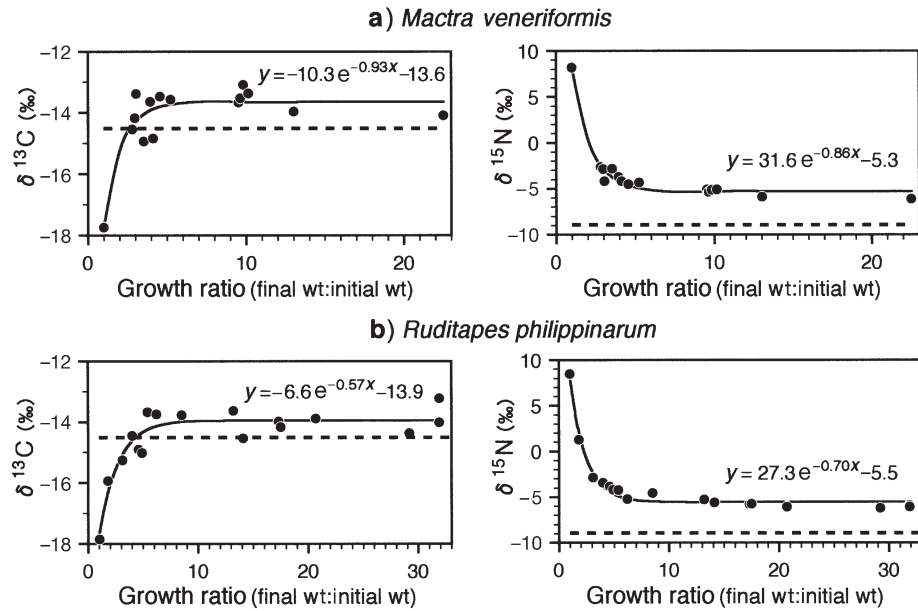 a) Mactra veneriformis
−12
−14
−16
−18
δ 13C (‰)
y=−10.3 e−0.93x−13.6
0 10 20
Growth ratio (final wt:initial wt)
10
5
0
−5
−10
δ 15N (‰)
y = 31.6 e−0.86x−5.3
0 10 20
Growth ratio (final wt:initial wt)
b) Ruditapes philippinarum
−12
−14
−16
−18
δ 13C (‰)
y=−6.6 e−0.57x−13.9
0 10 20 30
Growth ratio (final wt:initial wt)
10
5
0
−5
−10
δ 15N (‰)
y = 27.3 e−0.70x−5.5
0 10 20 30
Growth ratio (final wt:initial wt)